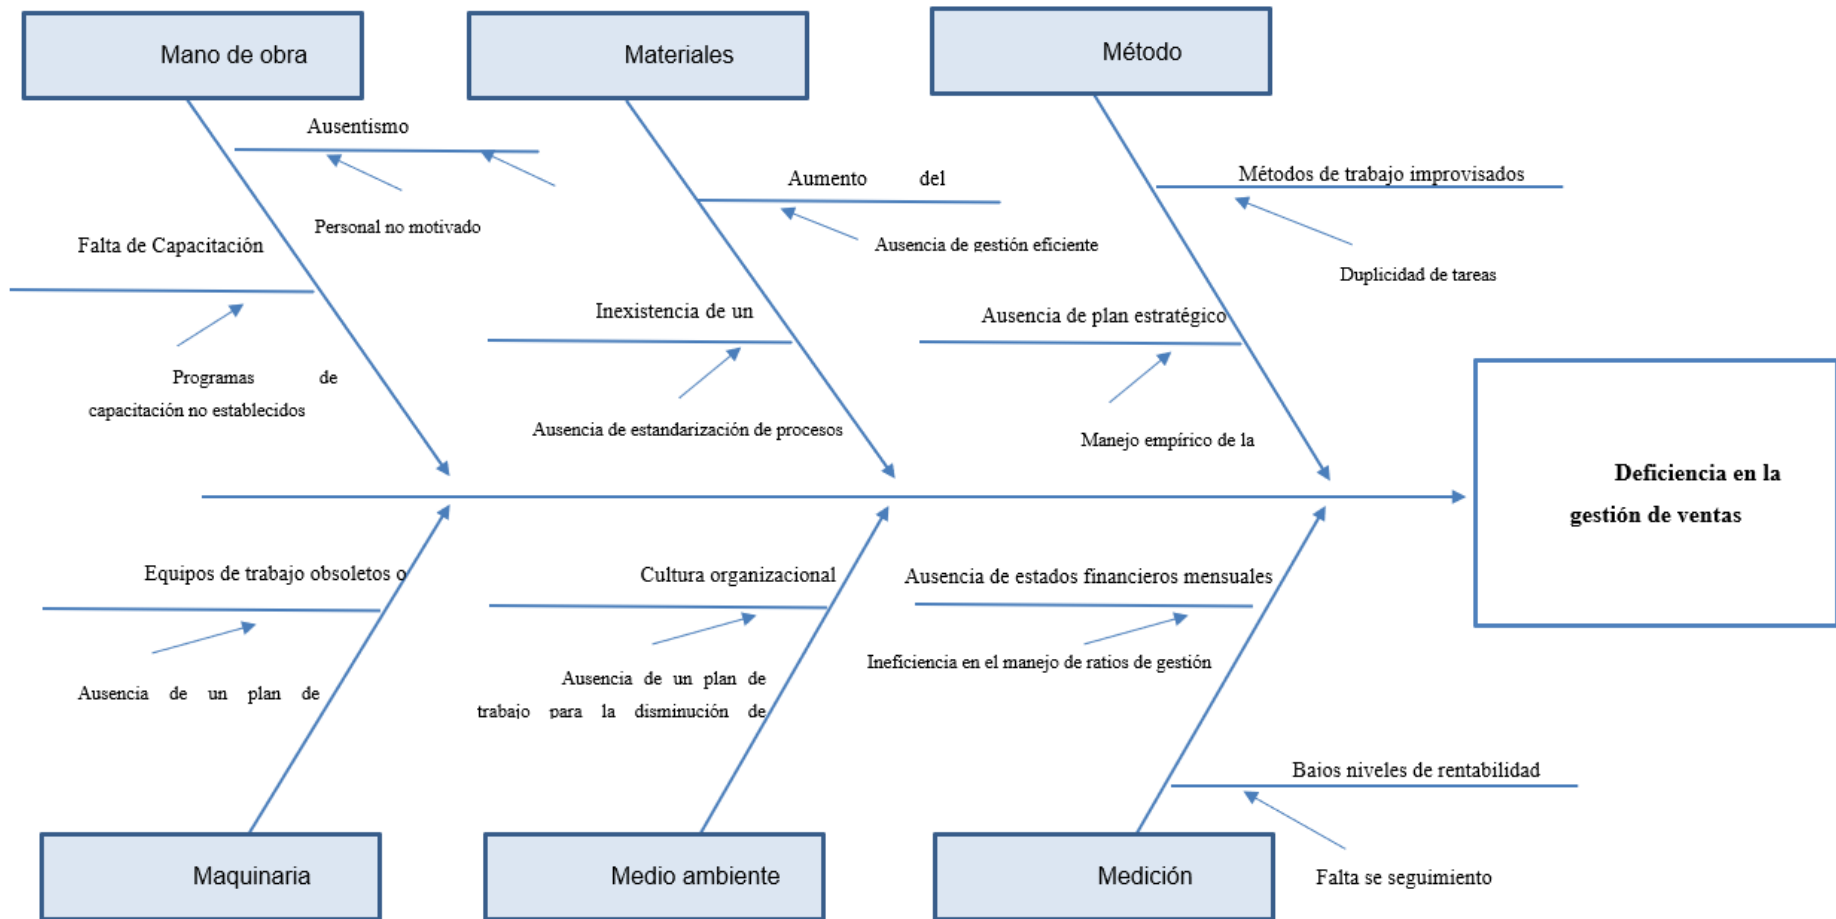 Mano de obra
Materiales
Método
Ausentismo
Personal no motivado
Falta de Capacitación
Programas de
capacitación no establecidos
Aumento del
Ausencia de gestión eficiente
Inexistencia de un
Ausencia de estandarización de procesos
Métodos de trabajo improvisados
Duplicidad de tareas
Ausencia de plan estratégico
Manejo empírico de la
Deficiencia en la
gestión de ventas
Equipos de trabajo obsoletos o
Ausencia de un plan de
Cultura organizacional
Ausencia de un plan de
trabajo para la disminución de
Ausencia de estados financieros mensuales
Ineficiencia en el manejo de ratios de gestión
Bajos niveles de rentabilidad
Falta se seguimiento
Maquinaria
Medio ambiente
Medición